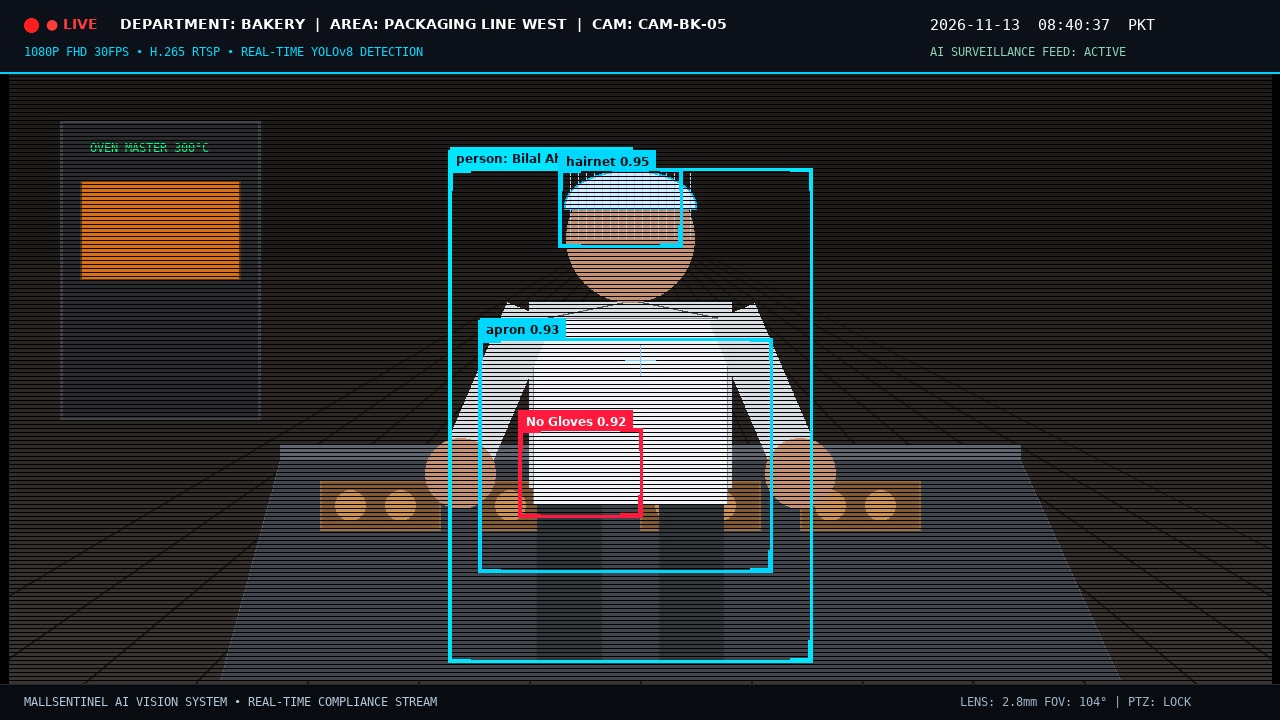 ● LIVE DEPARTMENT: BAKERY | AREA: PACKAGING LINE WEST | CAM: CAM-BK-05 2026-11-13 08:40:37 PKT
1080P FHD 30FPS • H.265 RTSP • REAL-TIME YOLOv8 DETECTION AI SURVEILLANCE FEED: ACTIVE
OVEN MASTER 300°C
person: Bilal
hairnet 0.95
apron 0.93
No Gloves 0.92
MALLSENTINEL AI VISION SYSTEM • REAL-TIME COMPLIANCE STREAM LENS: 2.8mm FOV: 104° | PTZ: LOCK